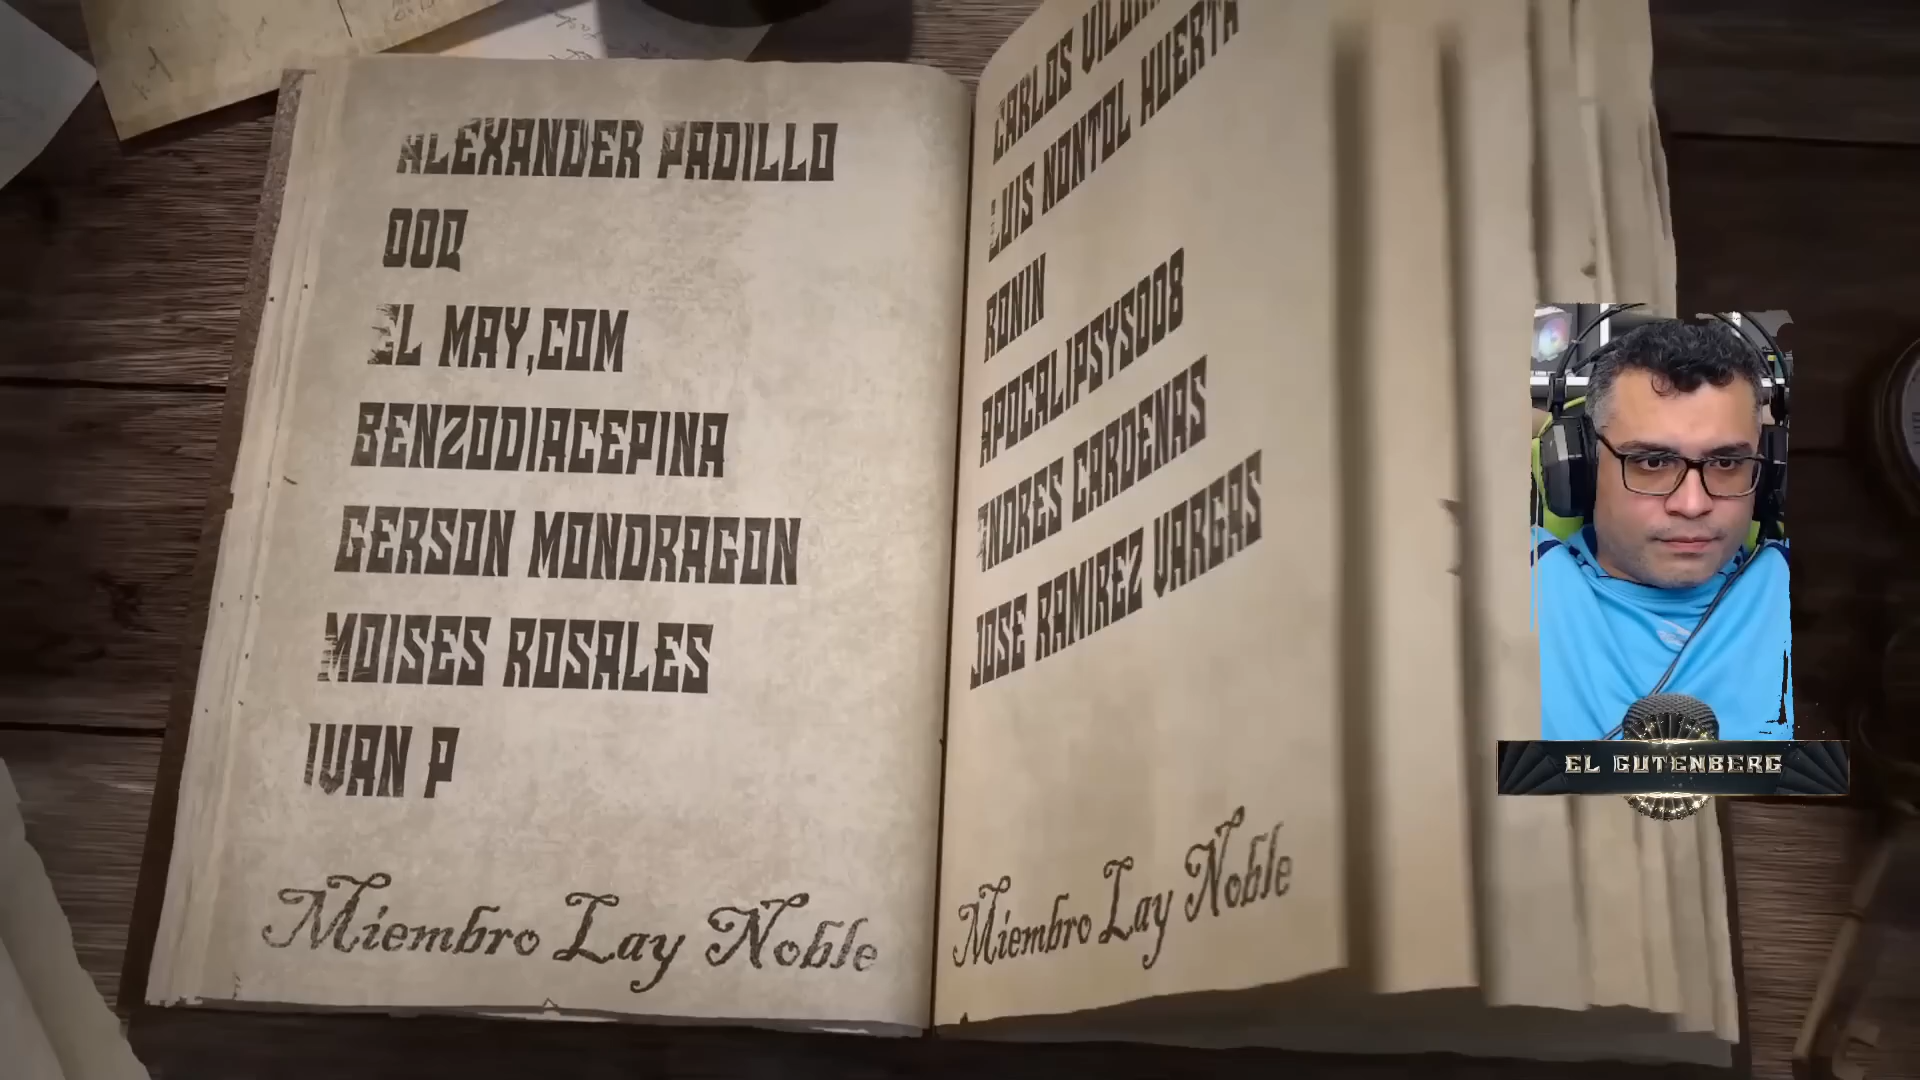 ALEXANDER PADILLO
OOQ
EL MAY,COM
BENZODIACEPINA
GERSON MONDRAGON
MOISES ROSALES
IVAN P
Miembro Lay Noble
CARLOS
LUIS NONTOL HUERTA
RONIN
APOCALIPSYS008
ANDRES CARDENAS
JOSE RAMIREZ VARGAS
Miembro Lay Noble
EL GUTENBERG